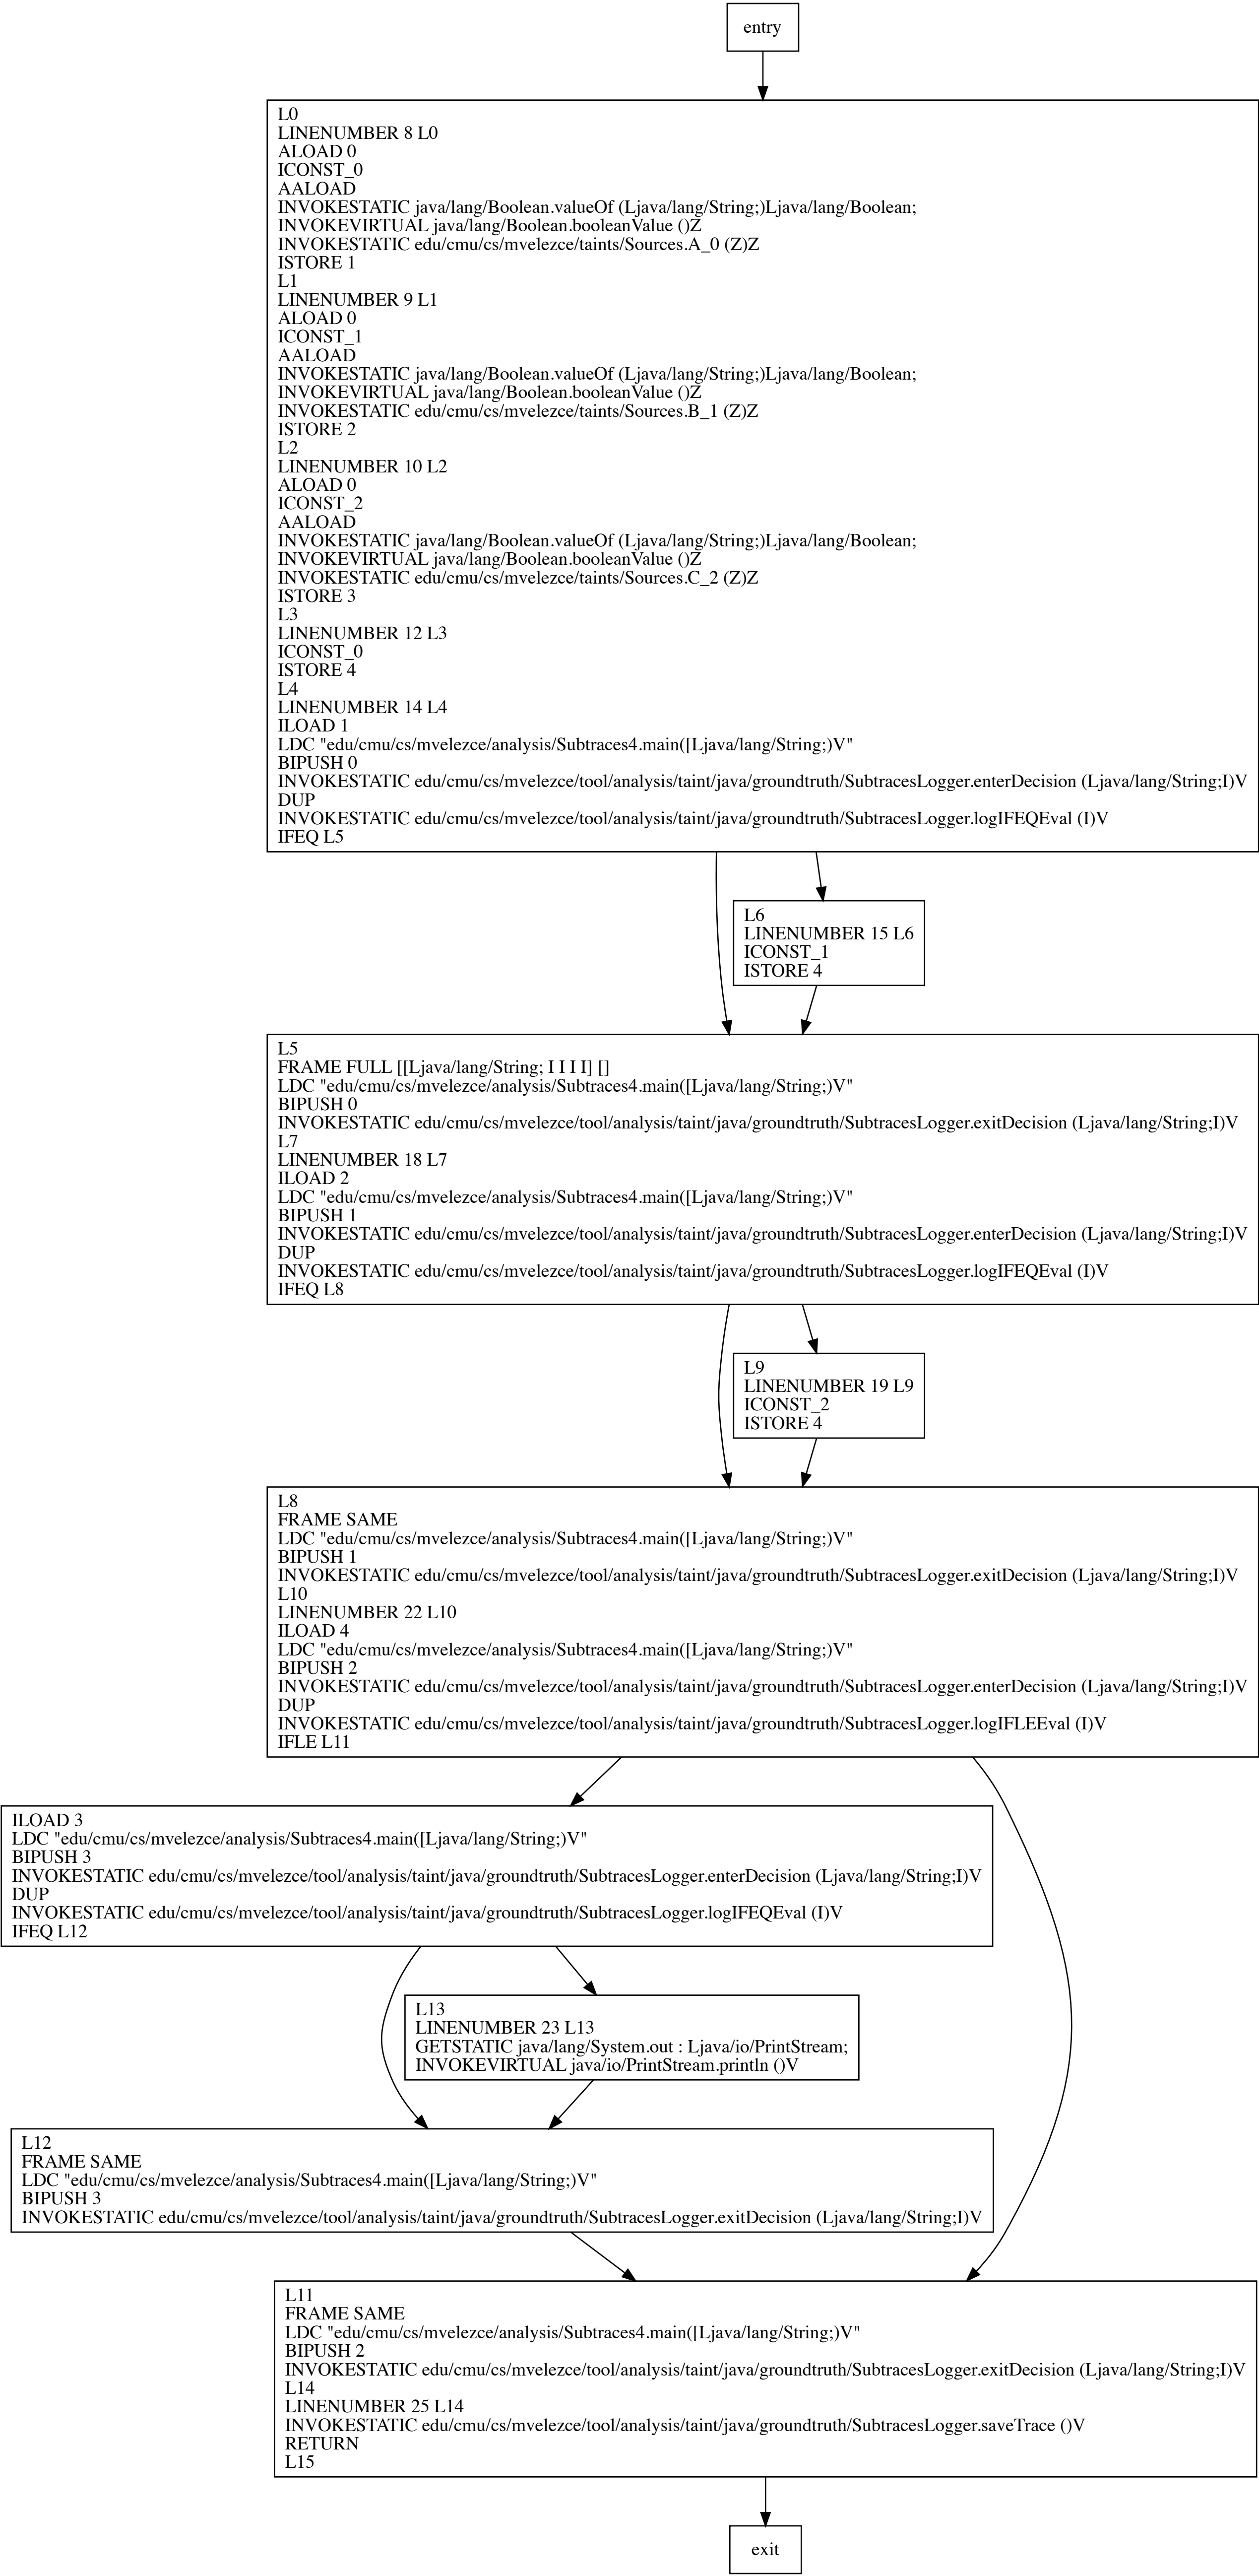 entry
L0
LINENUMBER 8 L0
ALOAD 0
ICONST_0
AALOAD
INVOKESTATIC java/lang/Boolean.valueOf (Ljava/lang/String;)Ljava/lang/Boolean;
INVOKEVIRTUAL java/lang/Boolean.booleanValue ()Z
INVOKESTATIC edu/cmu/cs/mvelezce/taints/Sources.A_0 (Z)Z
ISTORE 1
L1
LINENUMBER 9 L1
ALOAD 0
ICONST_1
AALOAD
INVOKESTATIC java/lang/Boolean.valueOf (Ljava/lang/String;)Ljava/lang/Boolean;
INVOKEVIRTUAL java/lang/Boolean.booleanValue ()Z
INVOKESTATIC edu/cmu/cs/mvelezce/taints/Sources.B_1 (Z)Z
ISTORE 2
L2
LINENUMBER 10 L2
ALOAD 0
ICONST_2
AALOAD
INVOKESTATIC java/lang/Boolean.valueOf (Ljava/lang/String;)Ljava/lang/Boolean;
INVOKEVIRTUAL java/lang/Boolean.booleanValue ()Z
INVOKESTATIC edu/cmu/cs/mvelezce/taints/Sources.C_2 (Z)Z
ISTORE 3
L3
LINENUMBER 12 L3
ICONST_0
ISTORE 4
L4
LINENUMBER 14 L4
ILOAD 1
LDC "edu/cmu/cs/mvelezce/analysis/Subtraces4.main([Ljava/lang/String;)V"
BIPUSH 0
INVOKESTATIC edu/cmu/cs/mvelezce/tool/analysis/taint/java/groundtruth/SubtracesLogger.enterDecision (Ljava/lang/String;I)V
DUP
INVOKESTATIC edu/cmu/cs/mvelezce/tool/analysis/taint/java/groundtruth/SubtracesLogger.logIFEQEval (I)V
IFEQ L5
L6
LINENUMBER 15 L6
ICONST_1
ISTORE 4
L5
FRAME FULL [[Ljava/lang/String; I I I I] []
LDC "edu/cmu/cs/mvelezce/analysis/Subtraces4.main([Ljava/lang/String;)V"
BIPUSH 0
INVOKESTATIC edu/cmu/cs/mvelezce/tool/analysis/taint/java/groundtruth/SubtracesLogger.exitDecision (Ljava/lang/String;I)V
L7
LINENUMBER 18 L7
ILOAD 2
LDC "edu/cmu/cs/mvelezce/analysis/Subtraces4.main([Ljava/lang/String;)V"
BIPUSH 1
INVOKESTATIC edu/cmu/cs/mvelezce/tool/analysis/taint/java/groundtruth/SubtracesLogger.enterDecision (Ljava/lang/String;I)V
DUP
INVOKESTATIC edu/cmu/cs/mvelezce/tool/analysis/taint/java/groundtruth/SubtracesLogger.logIFEQEval (I)V
IFEQ L8
L9
LINENUMBER 19 L9
ICONST_2
ISTORE 4
L8
FRAME SAME
LDC "edu/cmu/cs/mvelezce/analysis/Subtraces4.main([Ljava/lang/String;)V"
BIPUSH 1
INVOKESTATIC edu/cmu/cs/mvelezce/tool/analysis/taint/java/groundtruth/SubtracesLogger.exitDecision (Ljava/lang/String;I)V
L10
LINENUMBER 22 L10
ILOAD 4
LDC "edu/cmu/cs/mvelezce/analysis/Subtraces4.main([Ljava/lang/String;)V"
BIPUSH 2
INVOKESTATIC edu/cmu/cs/mvelezce/tool/analysis/taint/java/groundtruth/SubtracesLogger.enterDecision (Ljava/lang/String;I)V
DUP
INVOKESTATIC edu/cmu/cs/mvelezce/tool/analysis/taint/java/groundtruth/SubtracesLogger.logIFLEEval (I)V
IFLE L11
ILOAD 3
LDC "edu/cmu/cs/mvelezce/analysis/Subtraces4.main([Ljava/lang/String;)V"
BIPUSH 3
INVOKESTATIC edu/cmu/cs/mvelezce/tool/analysis/taint/java/groundtruth/SubtracesLogger.enterDecision (Ljava/lang/String;I)V
DUP
INVOKESTATIC edu/cmu/cs/mvelezce/tool/analysis/taint/java/groundtruth/SubtracesLogger.logIFEQEval (I)V
IFEQ L12
L13
LINENUMBER 23 L13
GETSTATIC java/lang/System.out : Ljava/io/PrintStream;
INVOKEVIRTUAL java/io/PrintStream.println ()V
L12
FRAME SAME
LDC "edu/cmu/cs/mvelezce/analysis/Subtraces4.main([Ljava/lang/String;)V"
BIPUSH 3
INVOKESTATIC edu/cmu/cs/mvelezce/tool/analysis/taint/java/groundtruth/SubtracesLogger.exitDecision (Ljava/lang/String;I)V
L11
FRAME SAME
LDC "edu/cmu/cs/mvelezce/analysis/Subtraces4.main([Ljava/lang/String;)V"
BIPUSH 2
INVOKESTATIC edu/cmu/cs/mvelezce/tool/analysis/taint/java/groundtruth/SubtracesLogger.exitDecision (Ljava/lang/String;I)V
L14
LINENUMBER 25 L14
INVOKESTATIC edu/cmu/cs/mvelezce/tool/analysis/taint/java/groundtruth/SubtracesLogger.saveTrace ()V
RETURN
L15
exit